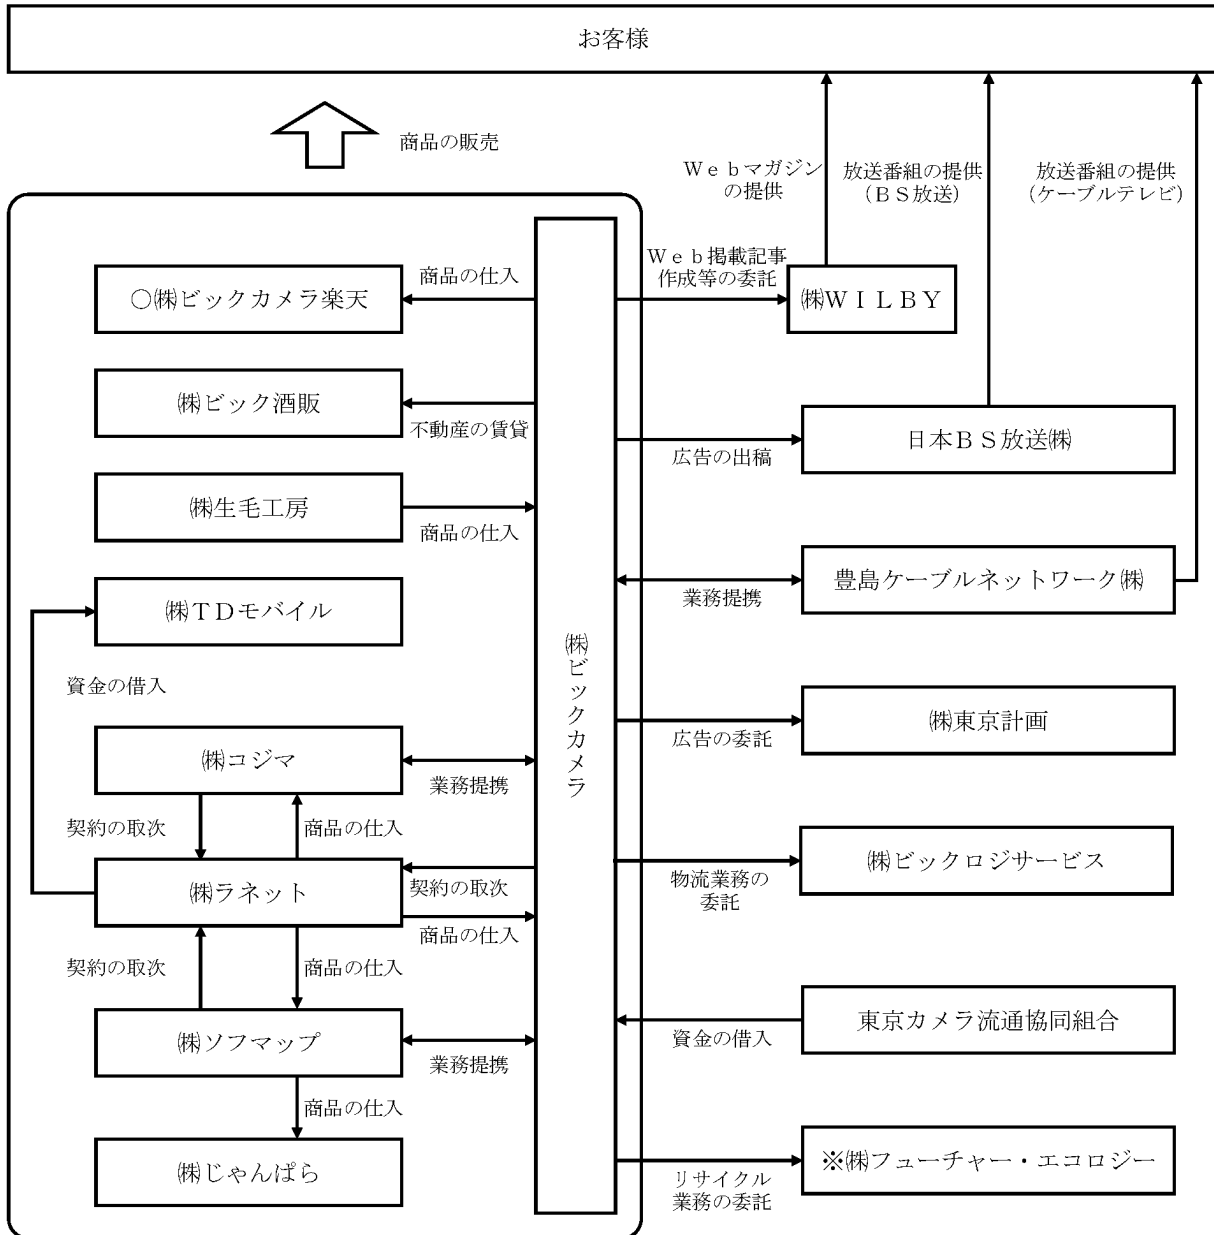 お客様
商品の販売
Ｗｅｂマガジン
の提供
放送番組の提供
（ＢＳ放送）
放送番組の提供
（ケーブルテレビ）
○㈱ビックカメラ楽天
商品の仕入
Ｗｅｂ掲載記事
作成等の委託
㈱ＷＩＬＢＹ
㈱ビック酒販
不動産の賃貸
広告の出稿
日本ＢＳ放送㈱
㈱生毛工房
商品の仕入
㈱ＴＤモバイル
業務提携
豊島ケーブルネットワーク㈱
㈱ビックカメラ
資金の借入
広告の委託
㈱東京計画
㈱コジマ
業務提携
契約の取次
商品の仕入
㈱ラネット
契約の取次
商品の仕入
物流業務の
委託
㈱ビックロジサービス
契約の取次
商品の仕入
㈱ソフマップ
業務提携
資金の借入
東京カメラ流通協同組合
商品の仕入
㈱じゃんぱら
リサイクル
業務の委託
※㈱フューチャー・エコロジー